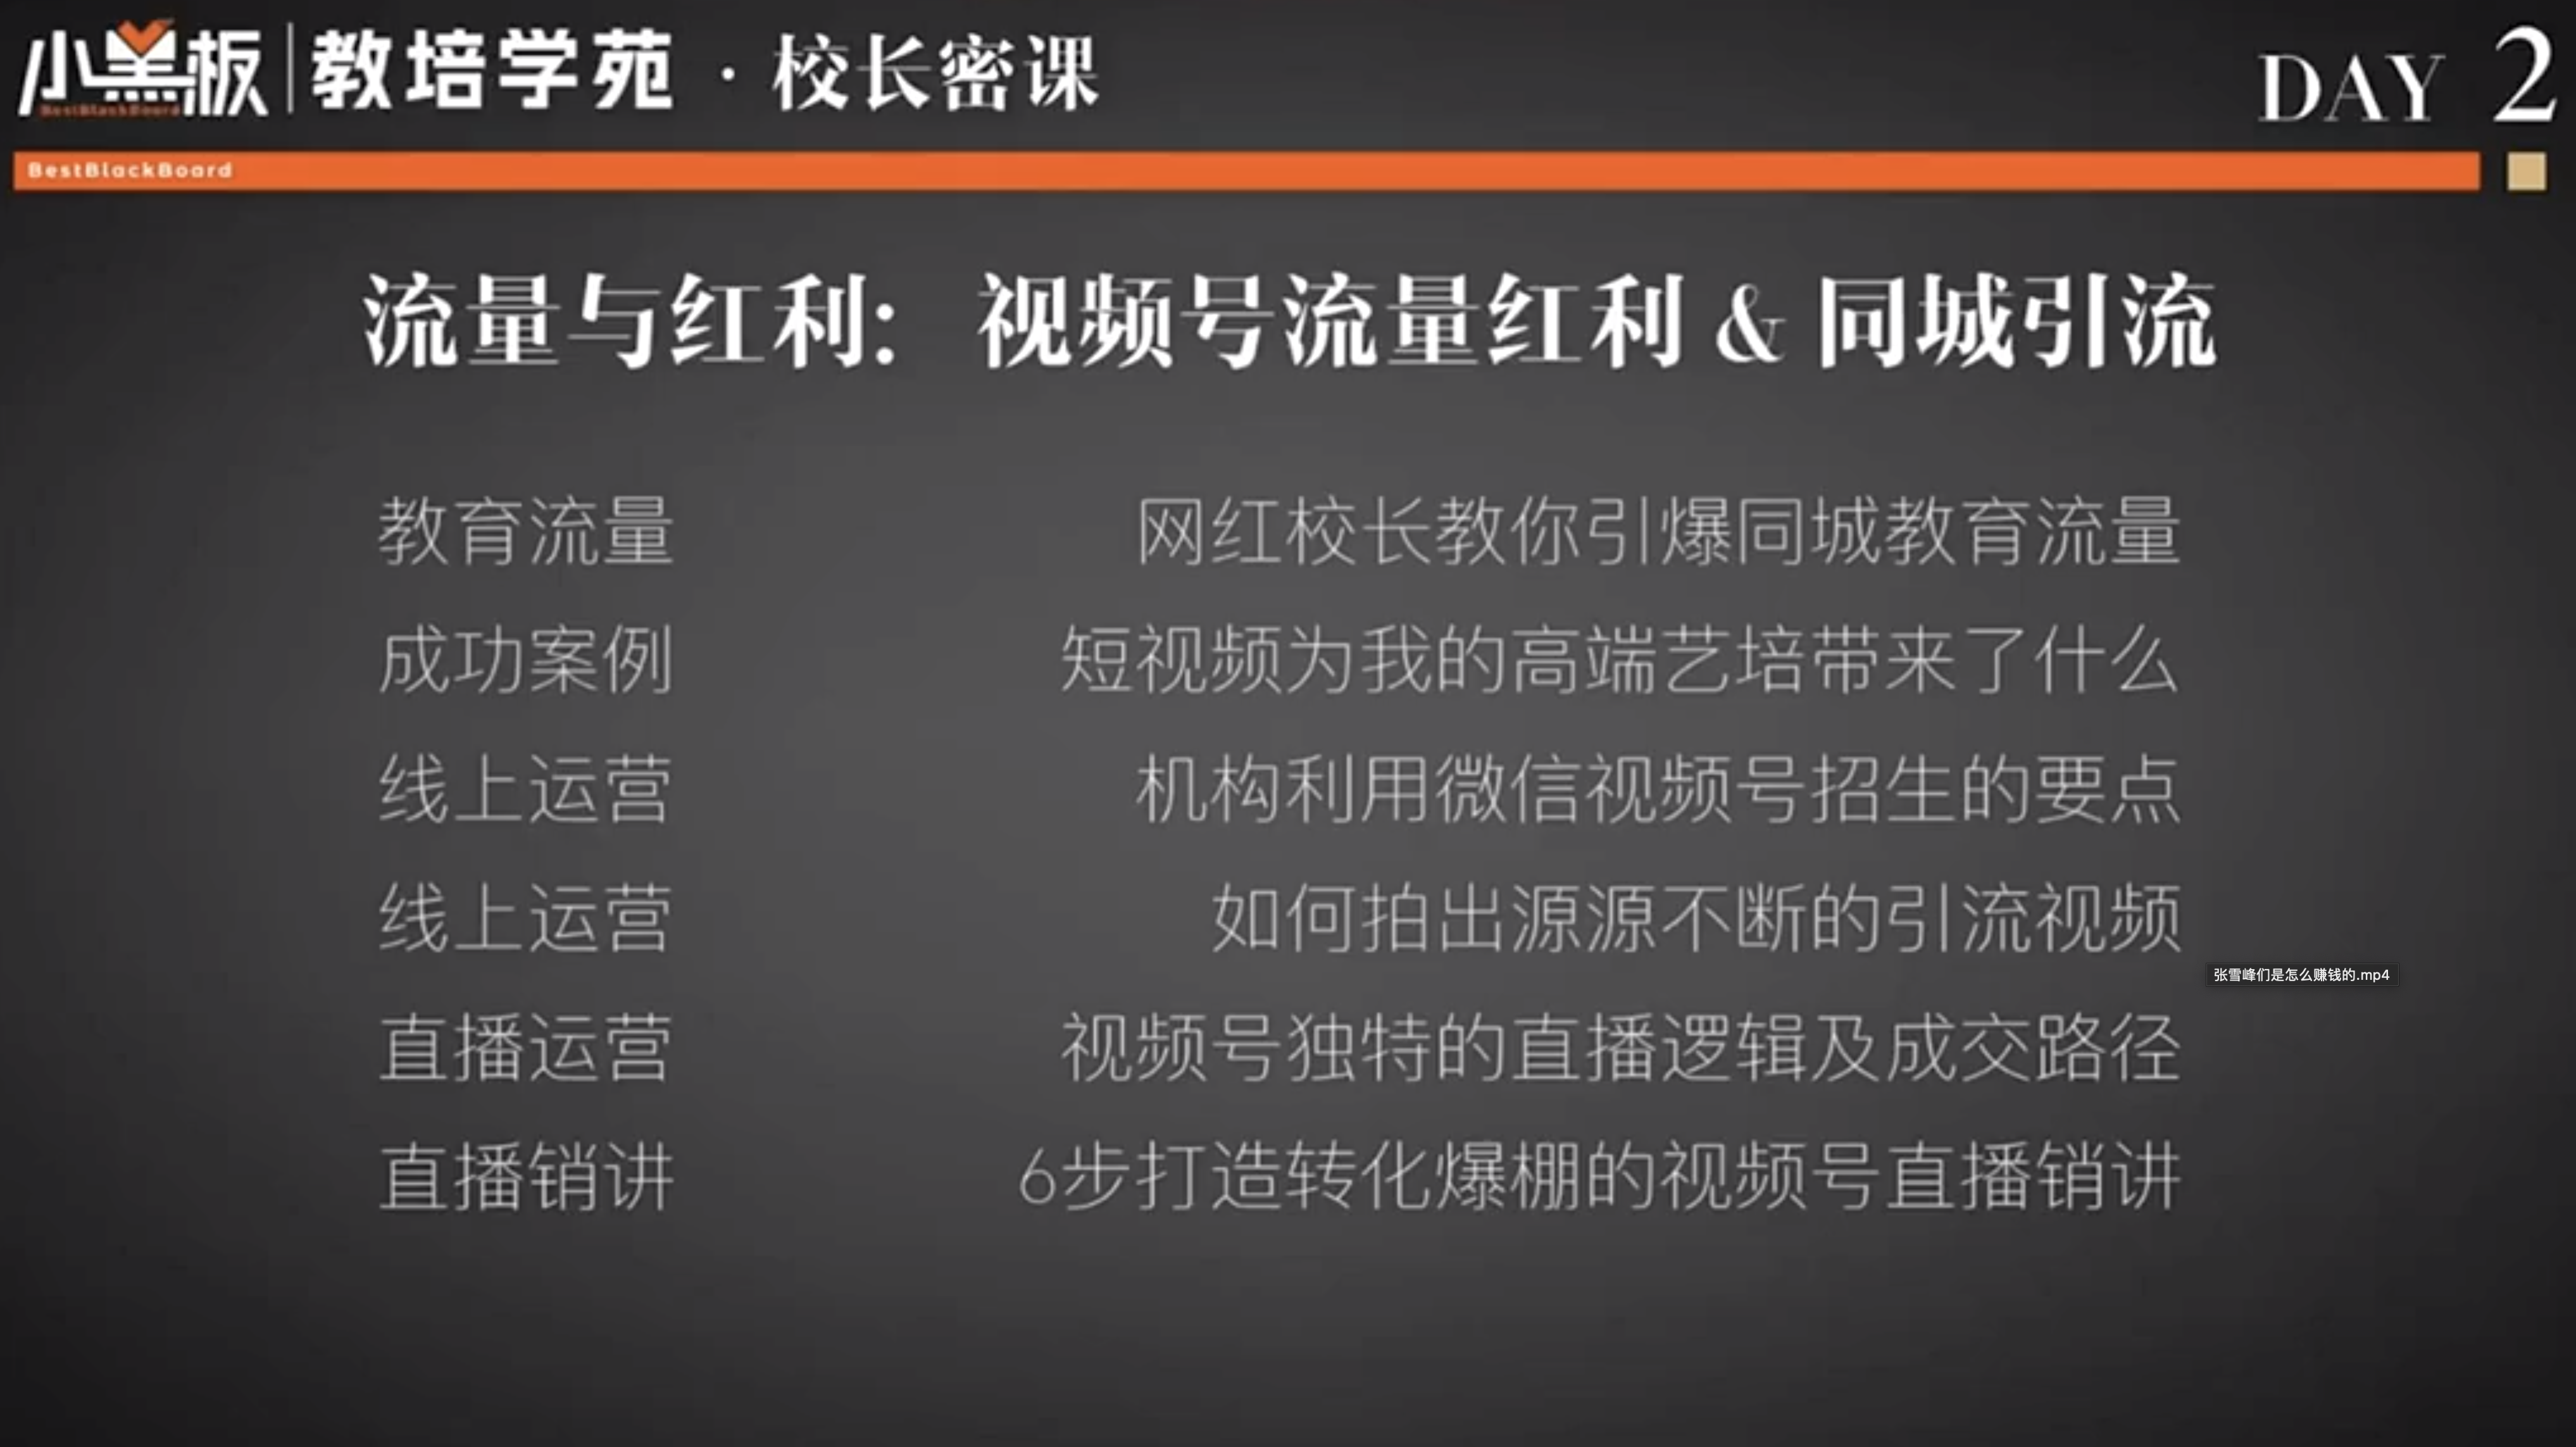 小黑板 | 教培学苑 · 校长密课
BestBlackBoard
DAY 2
BestBlackBoard
流量与红利: 视频号流量红利 & 同城引流
教育流量 网红校长教你引爆同城教育流量
成功案例 短视频为我的高端艺培带来了什么
线上运营 机构利用微信视频号招生的要点
线上运营 如何拍出源源不断的引流视频
张雪峰们是怎么赚钱的.mp4
直播运营 视频号独特的直播逻辑及成交路径
直播销讲 6步打造转化爆棚的视频号直播销讲